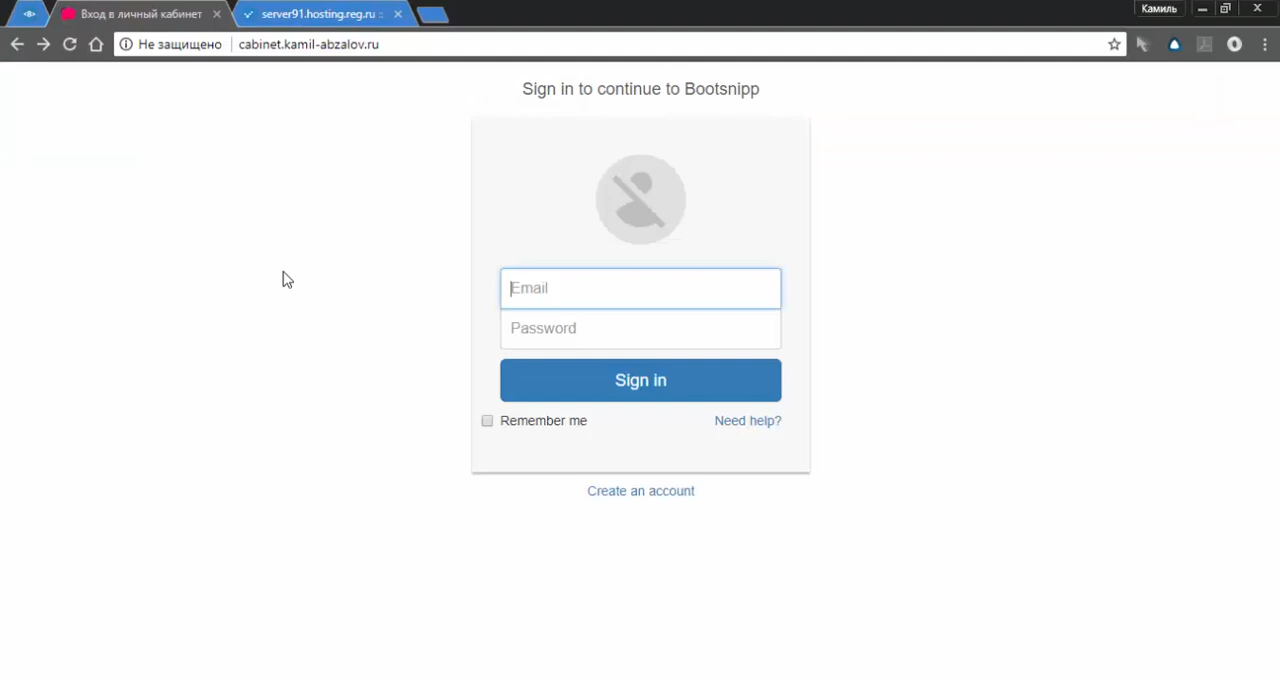 Вход в личный кабинет
server91.hosting.reg.ru ::
Камиль
Не защищено
cabinet.kamil-abzalov.ru
Sign in to continue to Bootsnipp
Email
Password
Sign in
Remember me
Need help?
Create an account